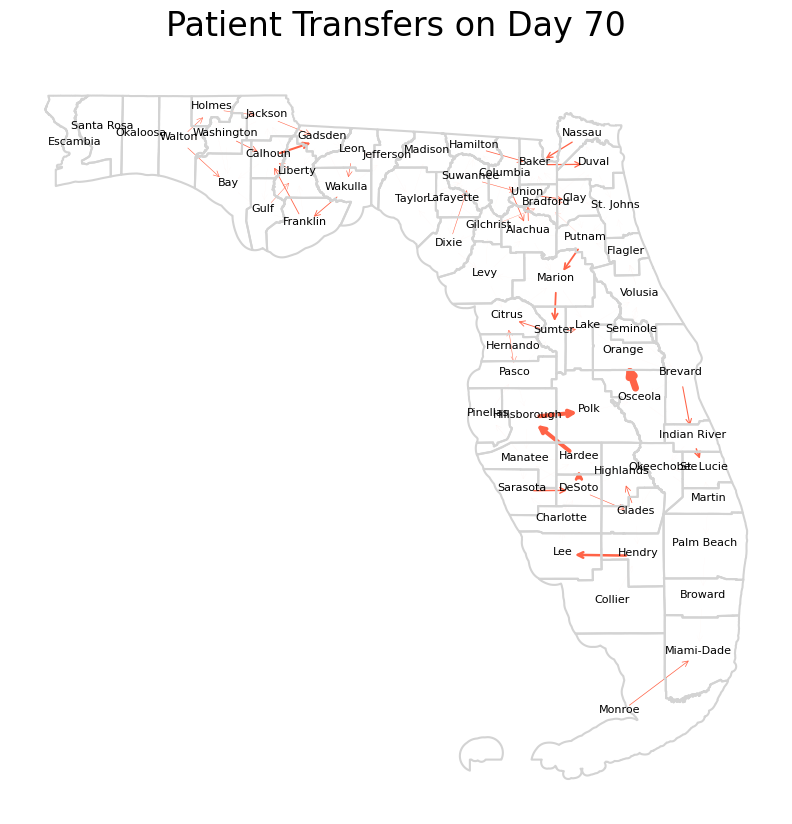 Patient Transfers on Day 70
Holmes
Jackson
Santa Rosa
Okaloosa
Walton
Washington
Escambia
Gadsden
Leon
Calhoun
Jefferson
Madison
Hamilton
Nassau
Baker
Duval
Liberty
Bay
Wakulla
Suwannee
Columbia
Taylor
Lafayette
Union
Bradford
Clay
St. Johns
Gulf
Franklin
Gilchrist
Alachua
Dixie
Putnam
Flagler
Levy
Marion
Volusia
Citrus
Sumter
Lake
Seminole
Hernando
Orange
Pasco
Brevard
Osceola
Pinellas
Hillsborough
Polk
Indian River
Manatee
Hardee
Highlands
Okeechobee
St. Lucie
Sarasota
DeSoto
Martin
Charlotte
Glades
Lee
Hendry
Palm Beach
Collier
Broward
Miami-Dade
Monroe